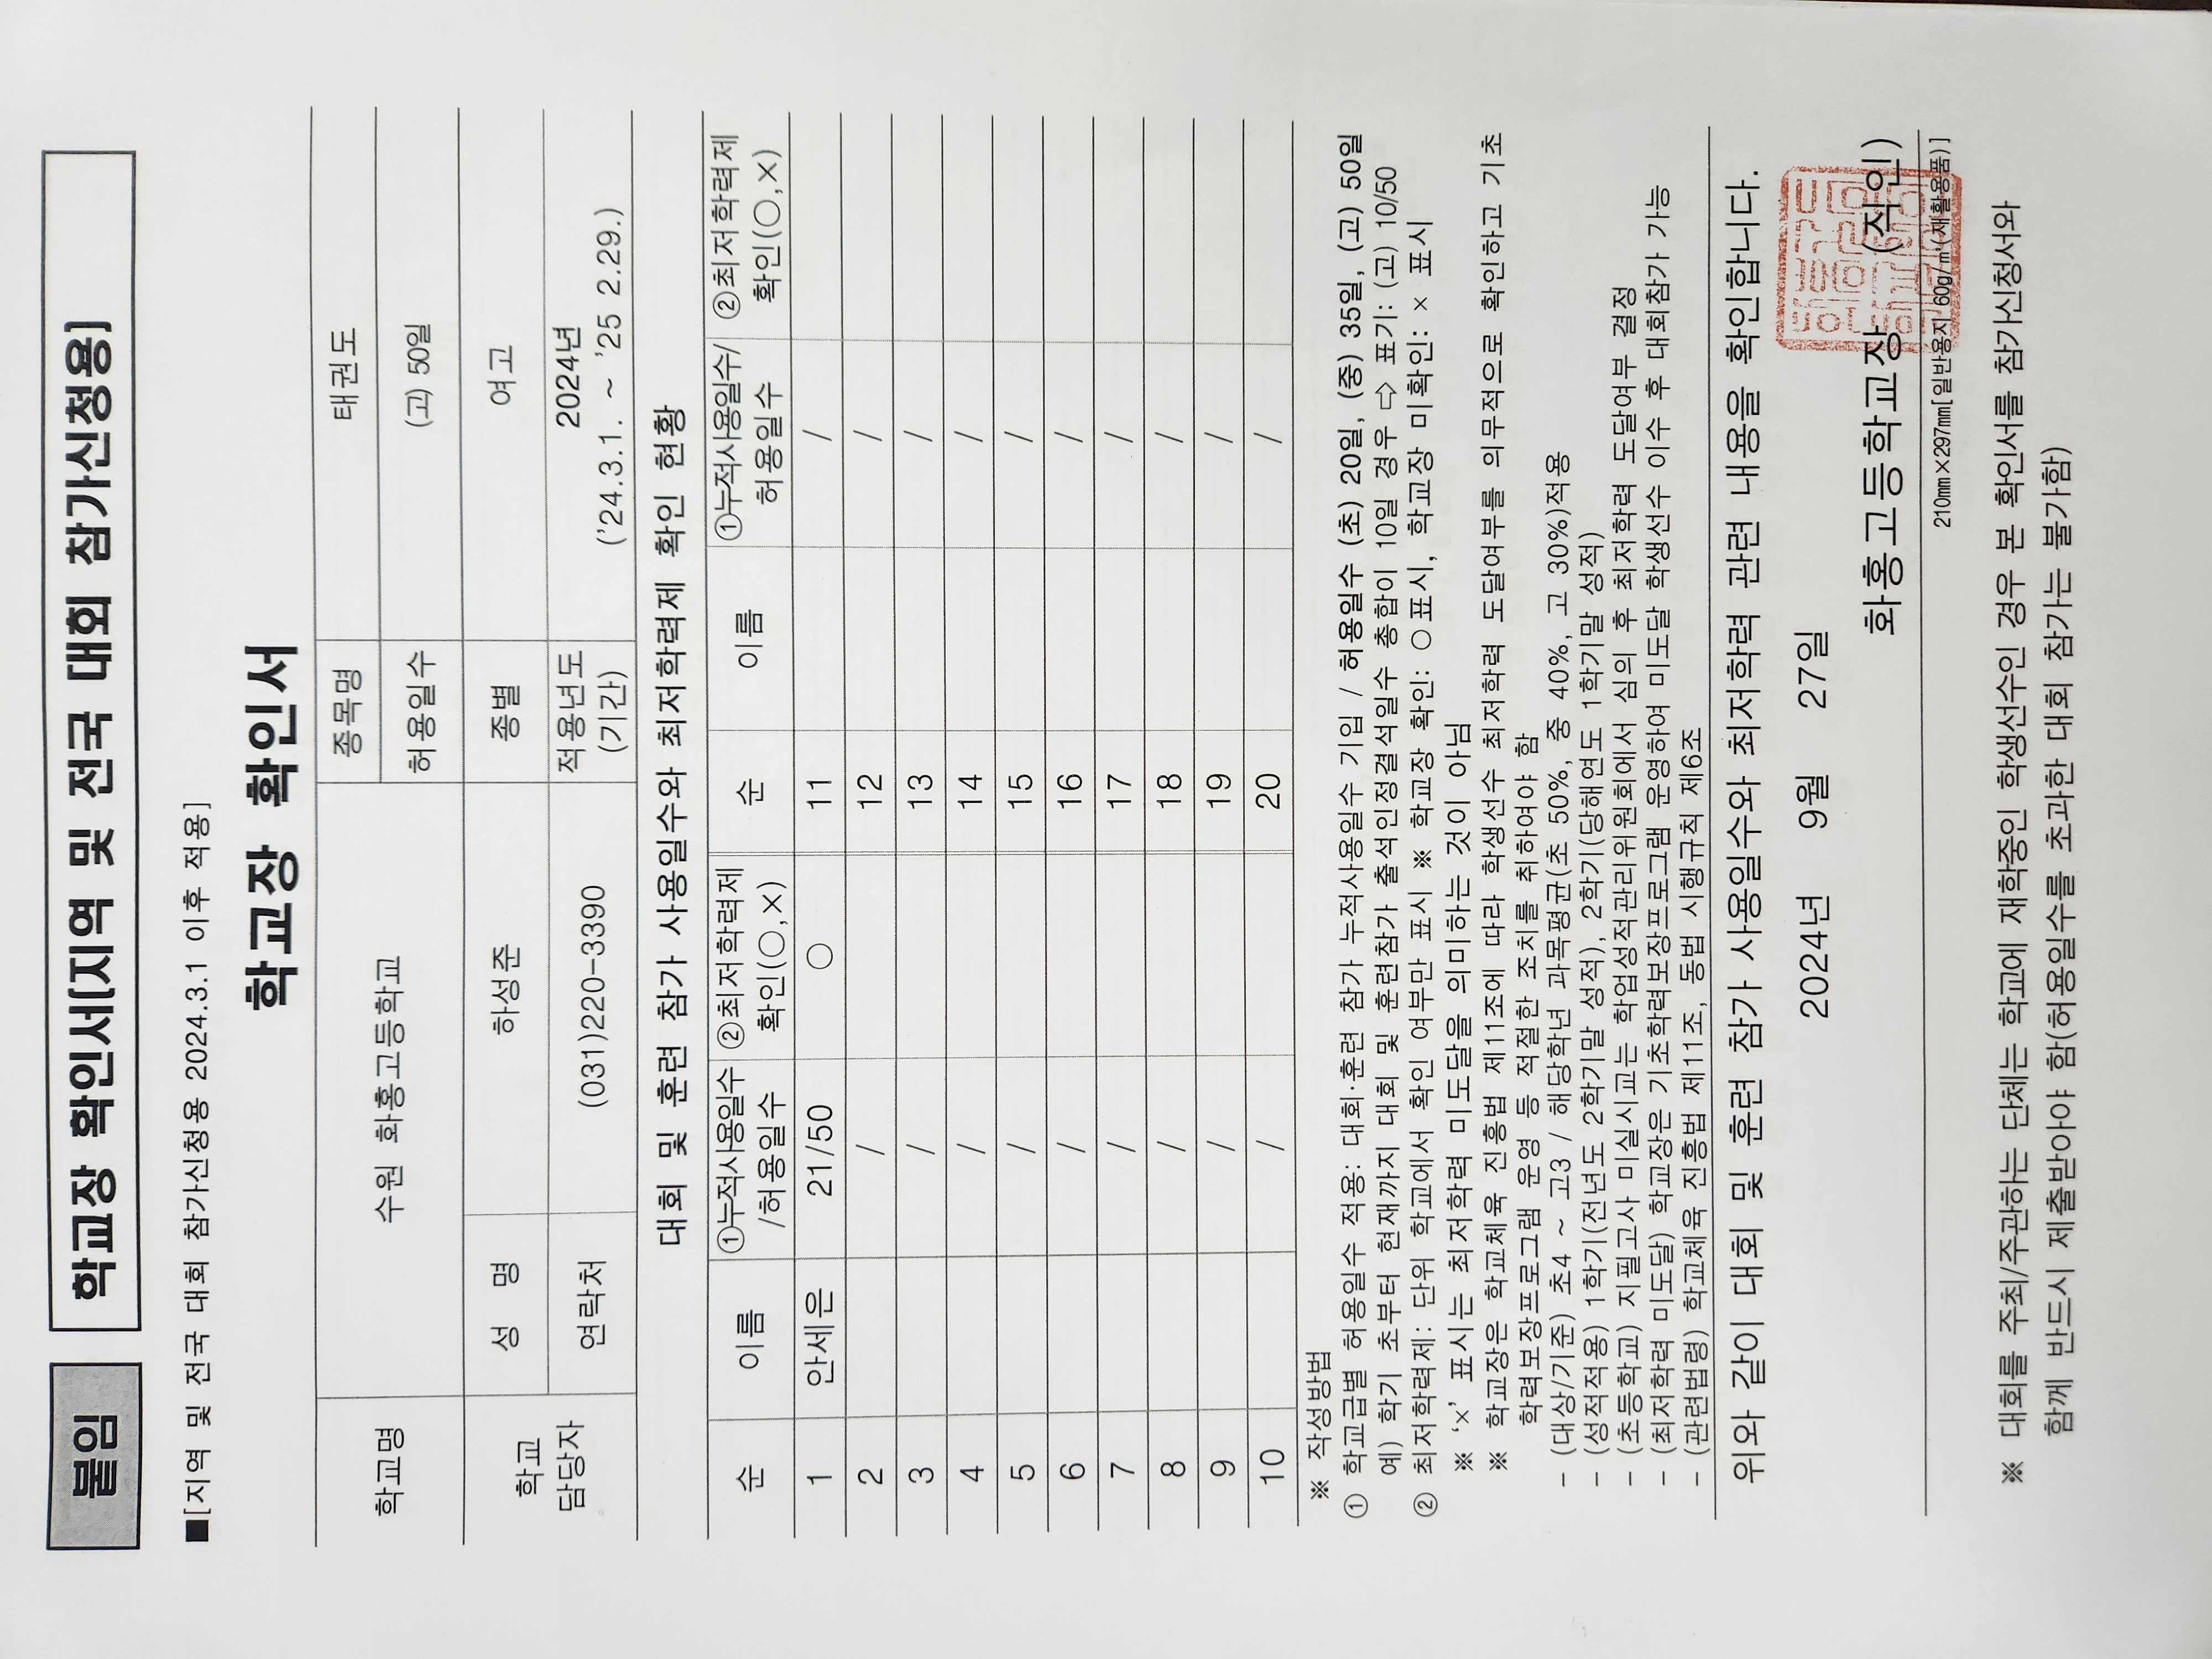 붙임
학교장 확인서(지역 및 전국 대회 참가신청용)
■[지역 및 전국 대회 참가신청용 2024.3.1 이후 적용]
학교장 확인서
학교명 수원 화홍고등학교 종목명 태권도
허용일수 (고) 50일
학교 담당자 성 명 하성준 종별 여고
연락처 (031)220-3390 적용년도 (기간) 2024년 ('24.3.1. ~ '25 2.29.)
대회 및 훈련 참가 사용일수와 최저학력제 확인 현황
순 이름 ①누적사용일수/허용일수 ②최저학력제 확인(○,×) 순 이름 ①누적사용일수/허용일수 ②최저학력제 확인(○,×)
1 안세은 21/50 ○ 11 /
2 / 12 /
3 / 13 /
4 / 14 /
5 / 15 /
6 / 16 /
7 / 17 /
8 / 18 /
9 / 19 /
10 / 20 /
※ 작성방법
① 학교급별 허용일수 적용: 대회·훈련 참가 누적사용일수 기입 / 허용일수 (초) 20일, (중) 35일, (고) 50일
예) 학기 초부터 현재까지 대회 및 훈련참가 출석인정결석일수 총합이 10일 경우 ⇨ 표기: (고) 10/50
② 최저학력제: 단위 학교에서 확인 여부만 표시 ※ 학교장 확인: ○표시, 학교장 미확인: × 표시
※ '×' 표시는 최저학력 미도달을 의미하는 것이 아님
※ 학교장은 학교체육 진흥법 제11조에 따라 학생선수 최저학력 도달여부를 의무적으로 확인하고 기초
학력보장프로그램 운영 등 적절한 조치를 취하여야 함
- (대상/기준) 초4 ~ 고3 / 해당학년 과목평균(초 50%, 중 40%, 고 30%)적용
- (성적적용) 1학기(전년도 2학기말 성적), 2학기(당해연도 1학기말 성적)
- (초등학교) 지필고사 미실시교는 학업성적관리위원회에서 심의 후 최저학력 도달여부 결정
- (최저학력 미도달) 학교장은 기초학력보장프로그램 운영하여 미도달 학생선수 이수 후 대회참가 가능
- (관련법령) 학교체육 진흥법 제11조, 동법 시행규칙 제6조
위와 같이 대회 및 훈련 참가 사용일수와 최저학력 관련 내용을 확인합니다.
2024년 9월 27일
화홍고등학교장 (직인)
210㎜×297㎜[일반용지 60g/㎡(재활용품)]
※ 대회를 주최/주관하는 단체는 학교에 재학중인 학생선수인 경우 본 확인서를 참가신청서와
함께 반드시 제출받아야 함(허용일수를 초과한 대회 참가는 불가함)